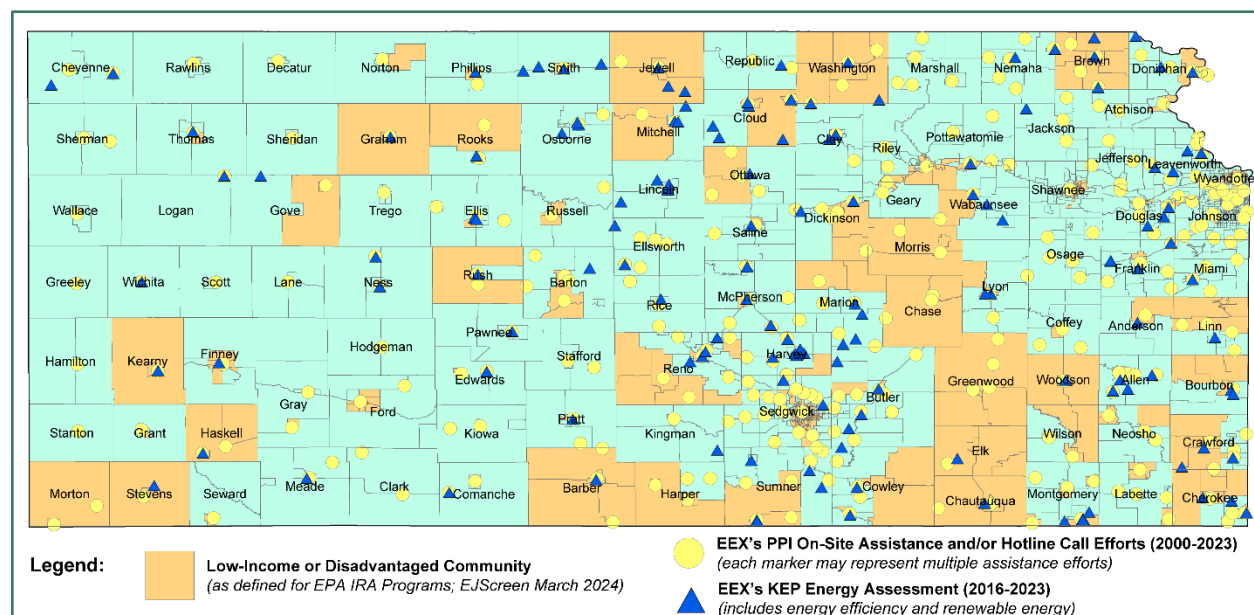 Cheyenne Rawlins Decatur Norton Phillips Smith Jewell Republic Washington Marshall Nemaha Brown Doniphan
Atchison
Sherman Thomas Sheridan Graham Rooks Osborne Mitchell Cloud Clay Riley Pottawatomie Jackson
Jefferson Leavenworth
Wyandotte
Wallace Logan Gove Trego Ellis Russell Lincoln Ottawa Dickinson Geary Wabaunsee Shawnee Douglas Johnson
Saline
Ellsworth Morris Osage
Greeley Wichita Scott Lane Ness Rush Barton Rice McPherson Marion Chase Lyon Franklin Miami
Pawnee Coffey Anderson Linn
Hamilton Kearny Finney Hodgeman Edwards Stafford Reno Harvey Butler Greenwood Woodson Allen Bourbon
Gray Ford Sedgwick
Stanton Grant Haskell Kiowa Pratt Kingman Elk Wilson Neosho Crawford
Morton Stevens Seward Meade Clark Comanche Barber Harper Sumner Cowley Chautauqua Montgomery Labette Cherokee
Legend:
Low-Income or Disadvantaged Community
(as defined for EPA IRA Programs; EJScreen March 2024)
EEX's PPI On-Site Assistance and/or Hotline Call Efforts (2000-2023)
(each marker may represent multiple assistance efforts)
EEX's KEP Energy Assessment (2016-2023)
(includes energy efficiency and renewable energy)